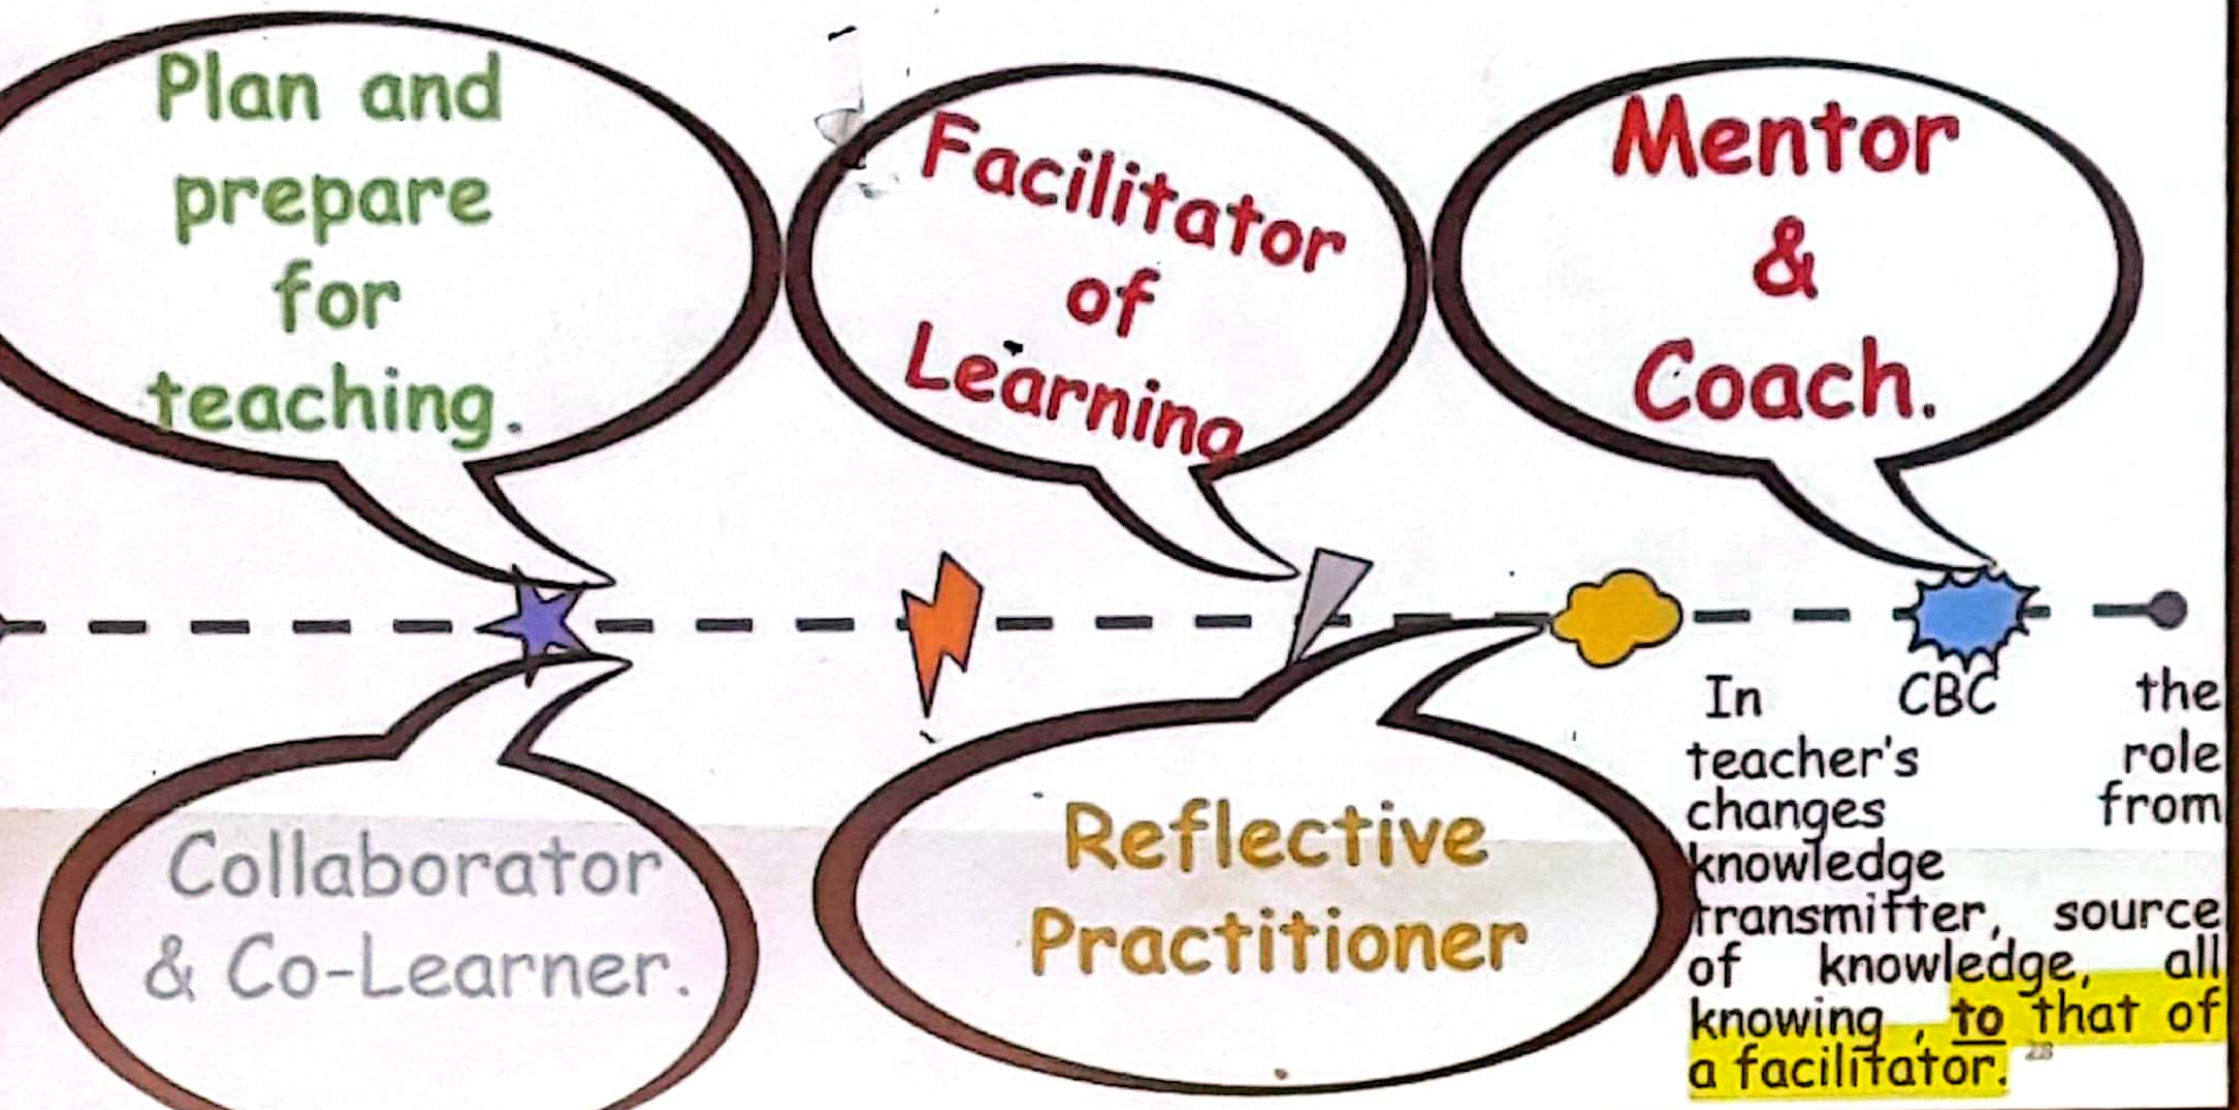 Plan and
prepare
for
teaching.
Facilitator
of
Learning
Mentor
&
Coach.
Collaborator
& Co-Learner.
Reflective
Practitioner
In CBC the
teacher's role
changes from
knowledge
transmitter, source
of knowledge, all
knowing , to that of
a facilitator.
28